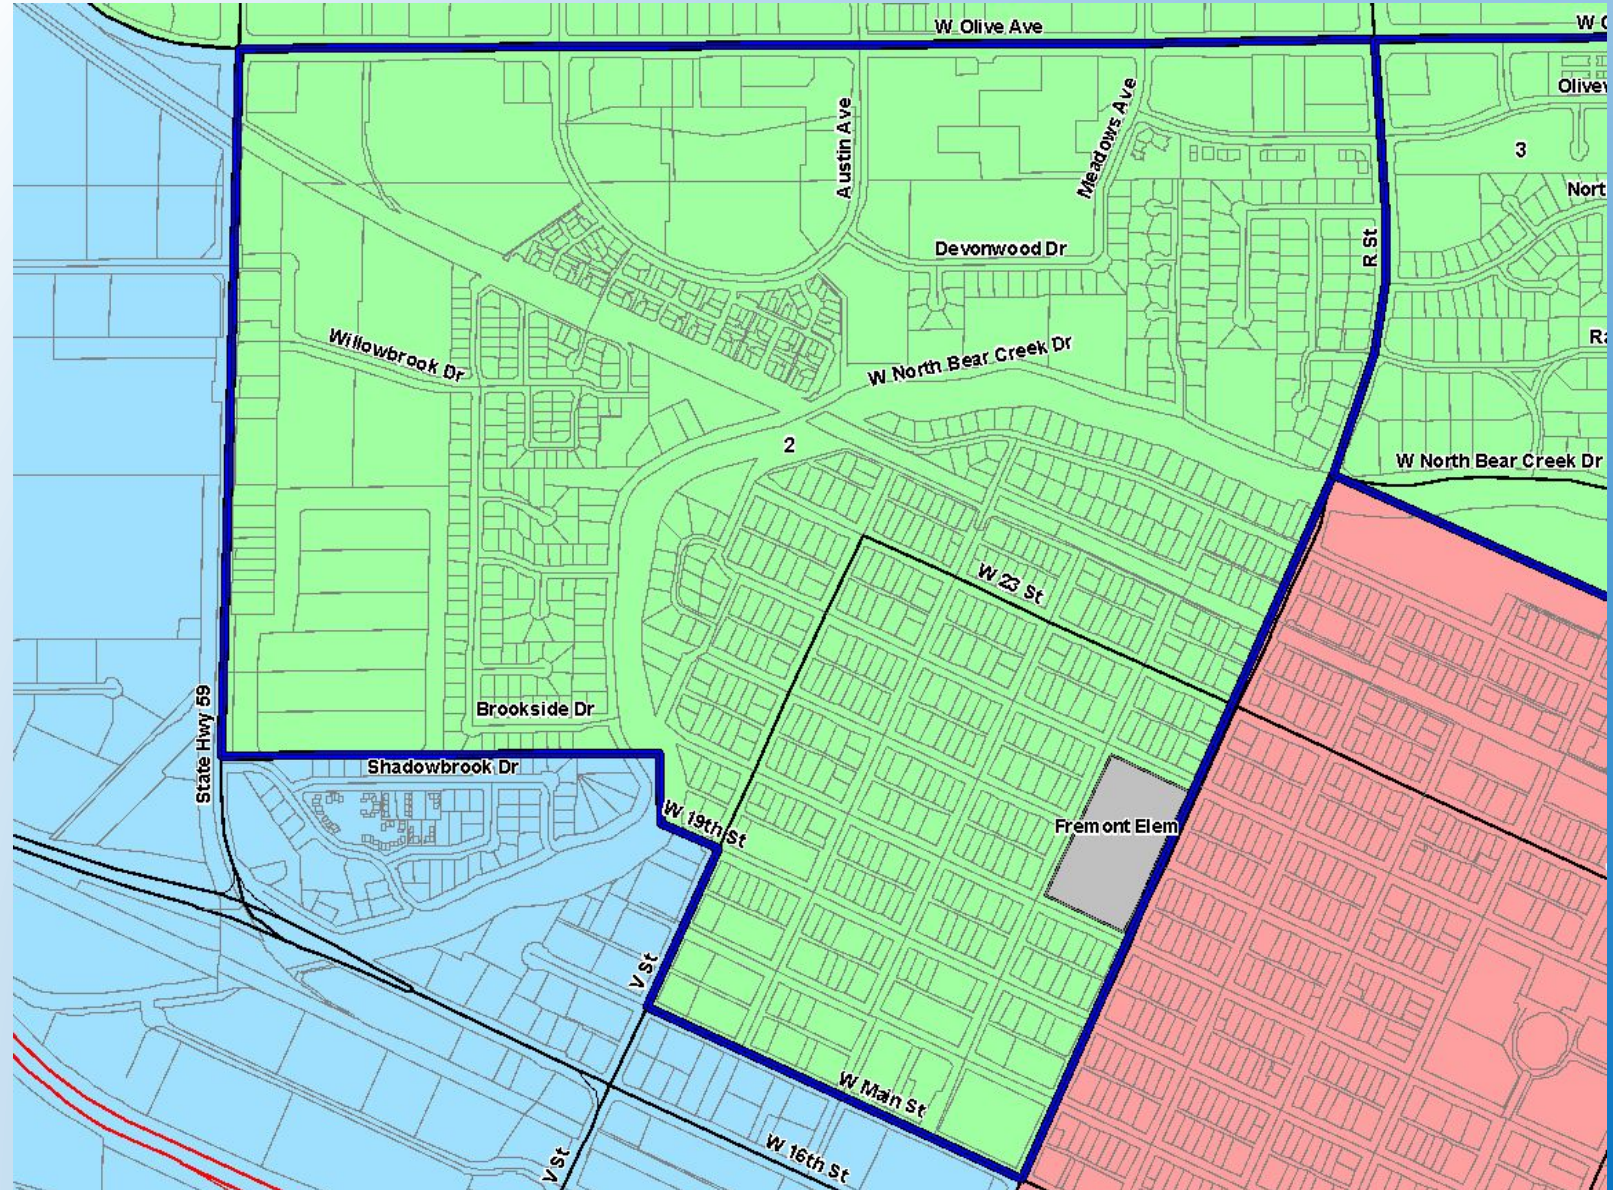 W Olive Ave
Austin Ave
Meadows Ave
3
R St
Devonwood Dr
Willowbrook Dr
W North Bear Creek Dr
2
W North Bear Creek Dr
W 23 St
State Hwy 59
Brookside Dr
Shadowbrook Dr
W 19th St
Fremont Elem
V St
W Main St
W 16th St
V St